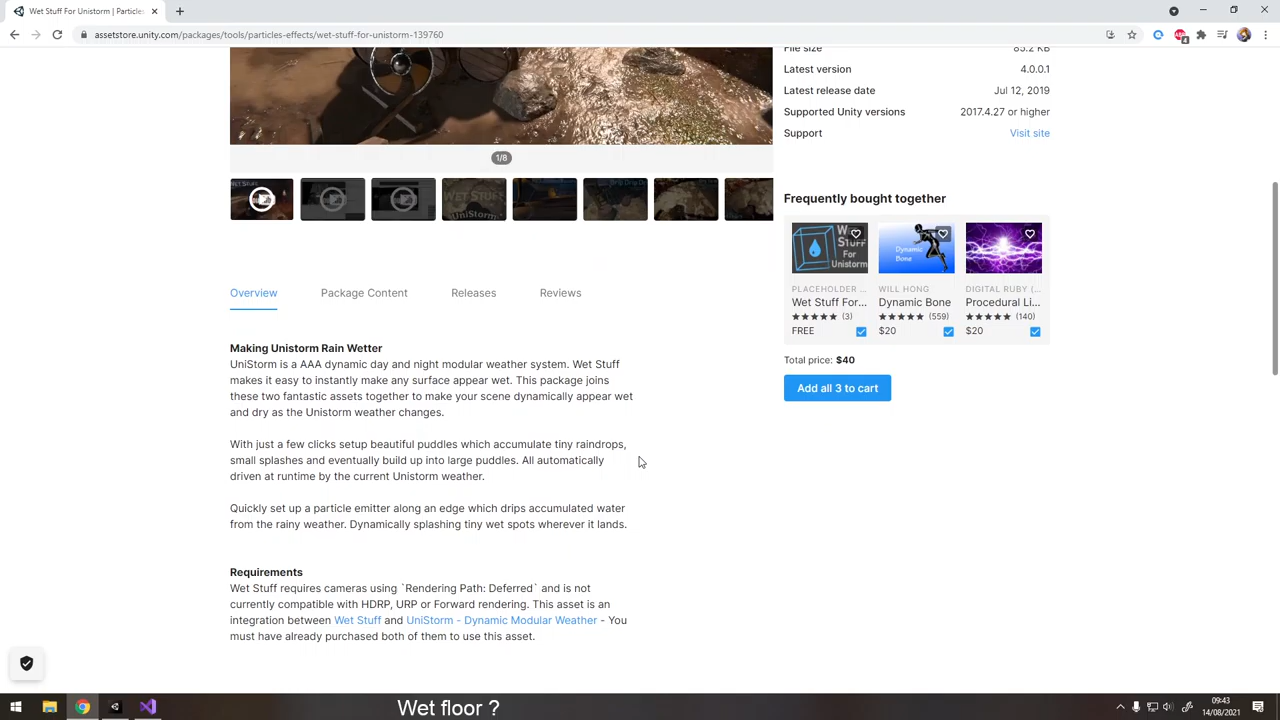 Wet Stuff For Unistorm | Particles
assetstore.unity.com/packages/tools/particles-effects/wet-stuff-for-unistorm-139760
File size 85.2 KB
Latest version 4.0.0.1
Latest release date Jul 12, 2019
Supported Unity versions 2017.4.27 or higher
Support Visit site
1/8
Frequently bought together
PLACEHOLDER ... WILL HONG DIGITAL RUBY (...
Wet Stuff For... Dynamic Bone Procedural Li...
★★★★★ (3) ★★★★★ (559) ★★★★★ (140)
FREE $20 $20
Total price: $40
Add all 3 to cart
Overview Package Content Releases Reviews
Making Unistorm Rain Wetter
UniStorm is a AAA dynamic day and night modular weather system. Wet Stuff
makes it easy to instantly make any surface appear wet. This package joins
these two fantastic assets together to make your scene dynamically appear wet
and dry as the Unistorm weather changes.
With just a few clicks setup beautiful puddles which accumulate tiny raindrops,
small splashes and eventually build up into large puddles. All automatically
driven at runtime by the current Unistorm weather.
Quickly set up a particle emitter along an edge which drips accumulated water
from the rainy weather. Dynamically splashing tiny wet spots wherever it lands.
Requirements
Wet Stuff requires cameras using `Rendering Path: Deferred` and is not
currently compatible with HDRP, URP or Forward rendering. This asset is an
integration between Wet Stuff and UniStorm - Dynamic Modular Weather - You
must have already purchased both of them to use this asset.
Wet floor ?
09:43
14/08/2021